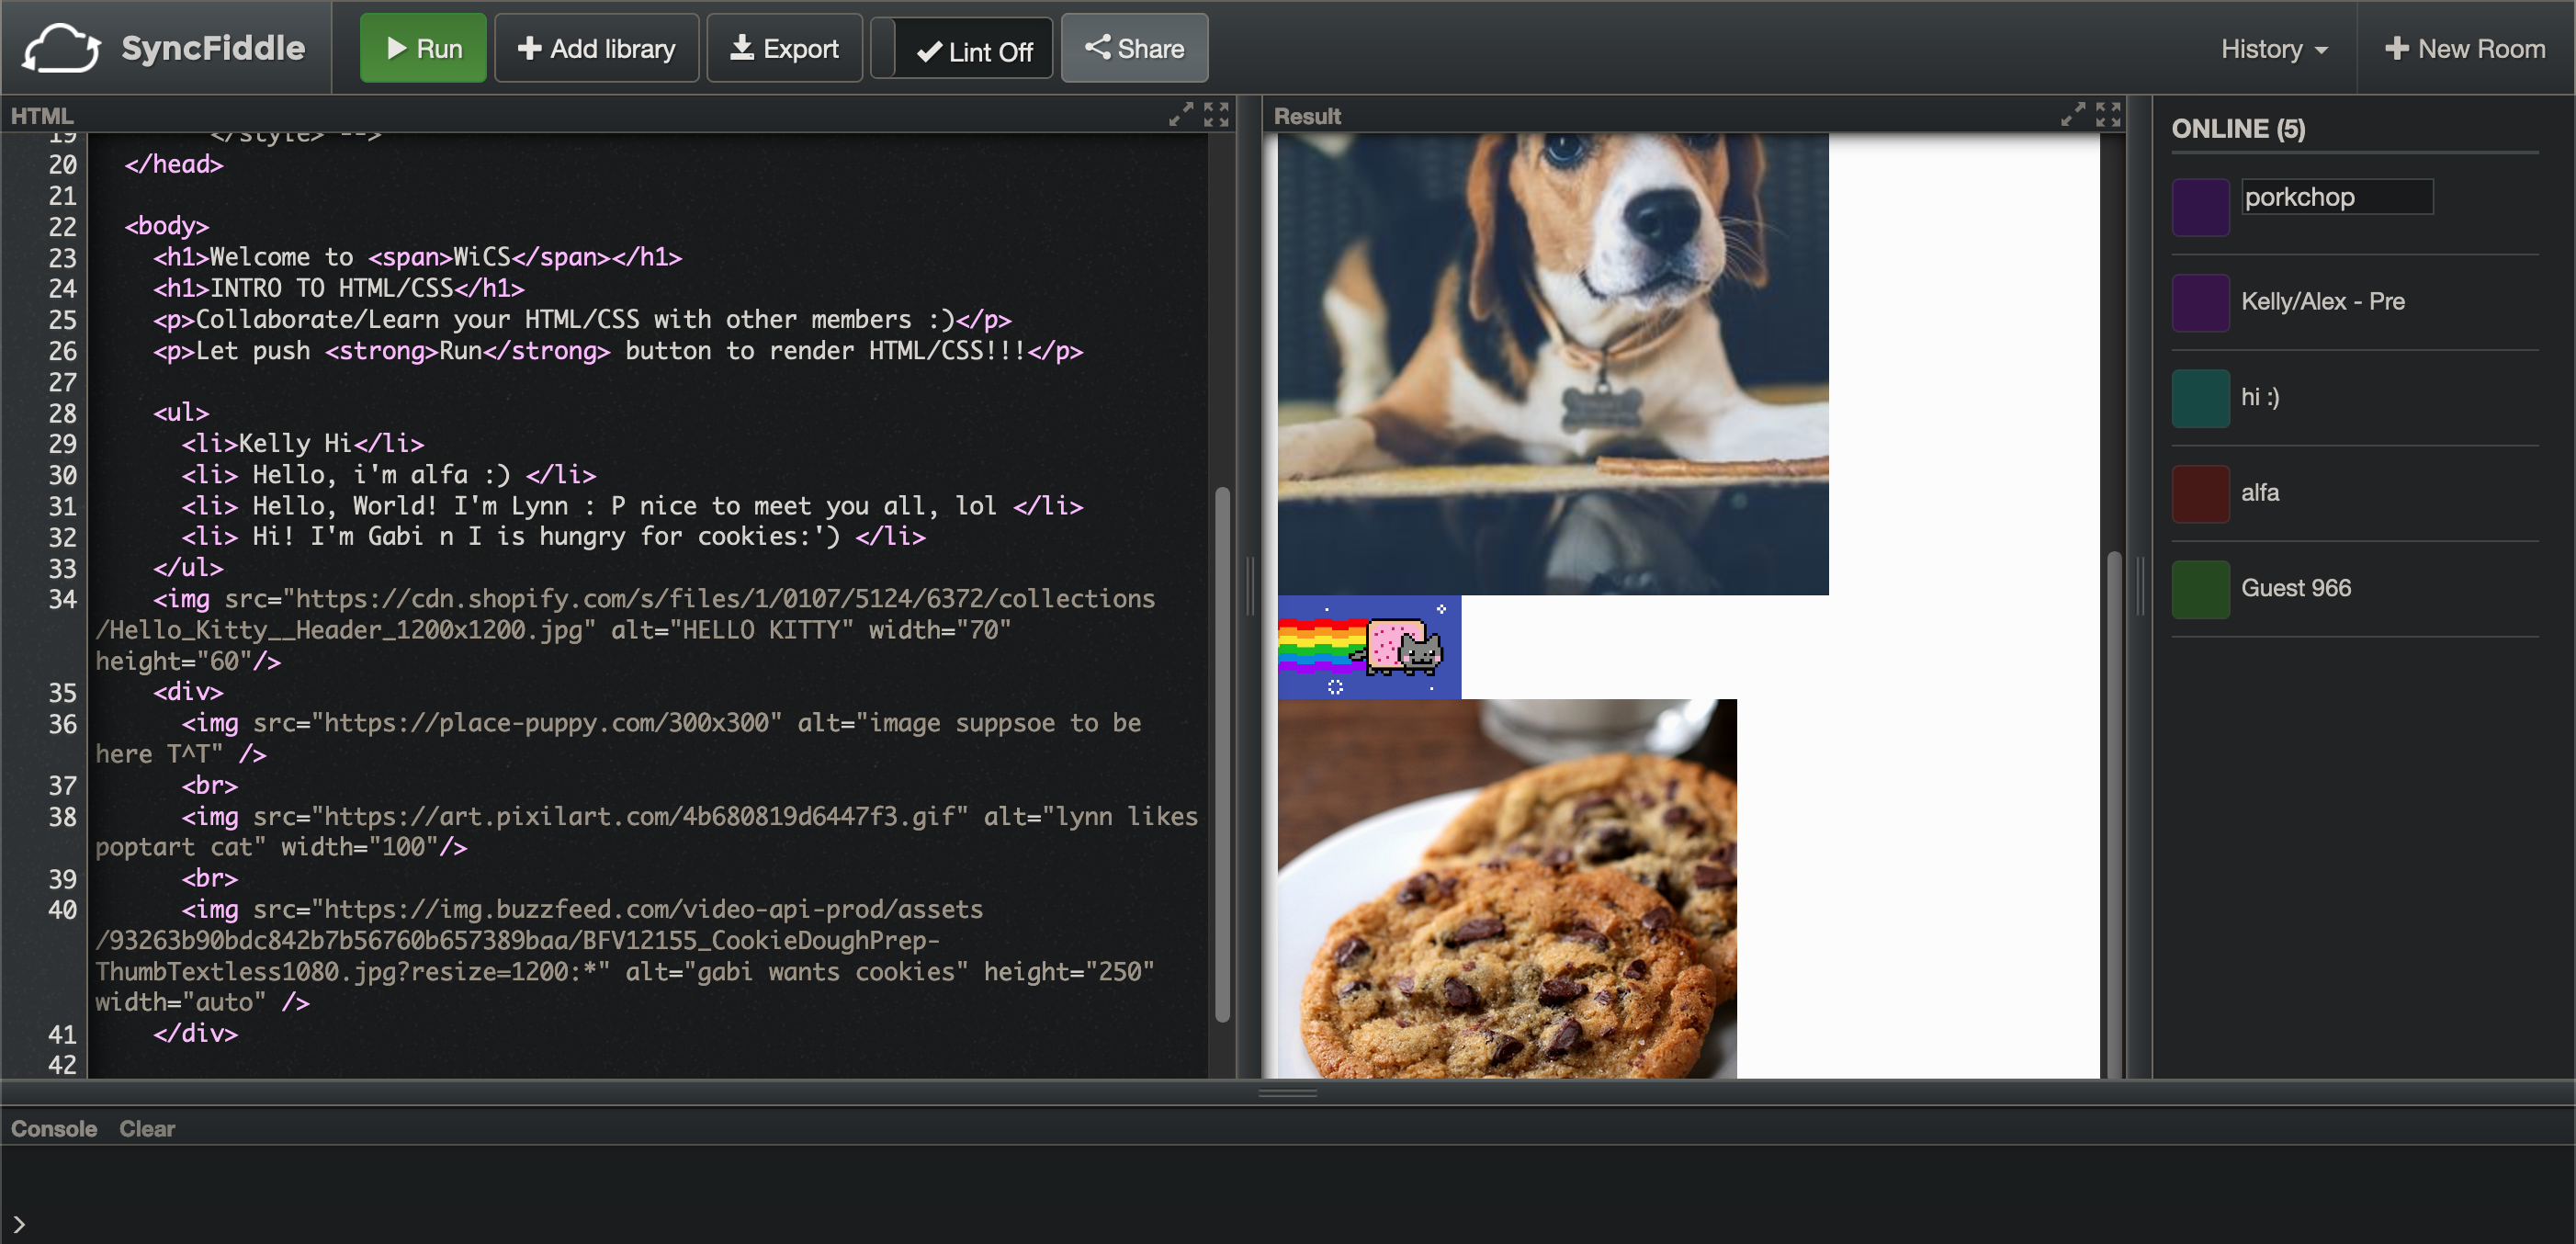 SyncFiddle
Run
Add library
Export
Lint Off
Share
History
New Room
HTML
19 </style> -->
20 </head>
21
22 <body>
23 <h1>Welcome to <span>WiCS</span></h1>
24 <h1>INTRO TO HTML/CSS</h1>
25 <p>Collaborate/Learn your HTML/CSS with other members :)</p>
26 <p>Let push <strong>Run</strong> button to render HTML/CSS!!!</p>
27
28 <ul>
29 <li>Kelly Hi</li>
30 <li> Hello, i'm alfa :) </li>
31 <li> Hello, World! I'm Lynn : P nice to meet you all, lol </li>
32 <li> Hi! I'm Gabi n I is hungry for cookies:') </li>
33 </ul>
34 <img src="https://cdn.shopify.com/s/files/1/0107/5124/6372/collections
/Hello_Kitty__Header_1200x1200.jpg" alt="HELLO KITTY" width="70"
height="60"/>
35 <div>
36 <img src="https://place-puppy.com/300x300" alt="image suppsoe to be
here T^T" />
37 <br>
38 <img src="https://art.pixilart.com/4b680819d6447f3.gif" alt="lynn likes
poptart cat" width="100"/>
39 <br>
40 <img src="https://img.buzzfeed.com/video-api-prod/assets
/93263b90bdc842b7b56760b657389baa/BFV12155_CookieDoughPrep-
ThumbTextless1080.jpg?resize=1200:*" alt="gabi wants cookies" height="250"
width="auto" />
41 </div>
42
Result
ONLINE (5)
porkchop
Kelly/Alex - Pre
hi :)
alfa
Guest 966
Console Clear
>